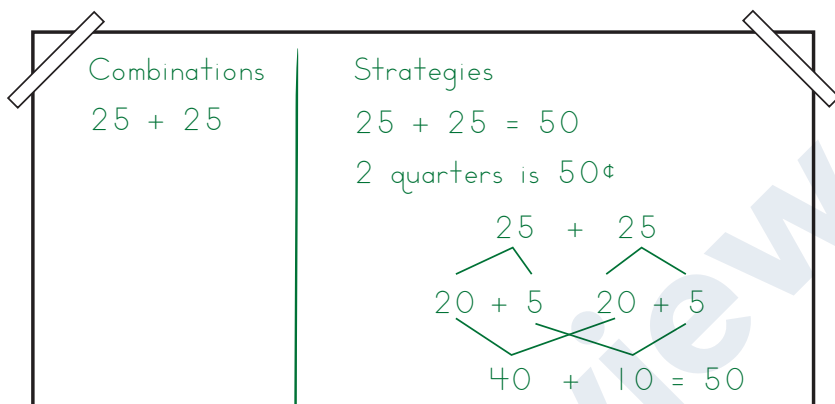 Combinations
25 + 25
Strategies
25 + 25 = 50
2 quarters is 50¢
25 + 25
20 + 5 20 + 5
40 + 10 = 50
view